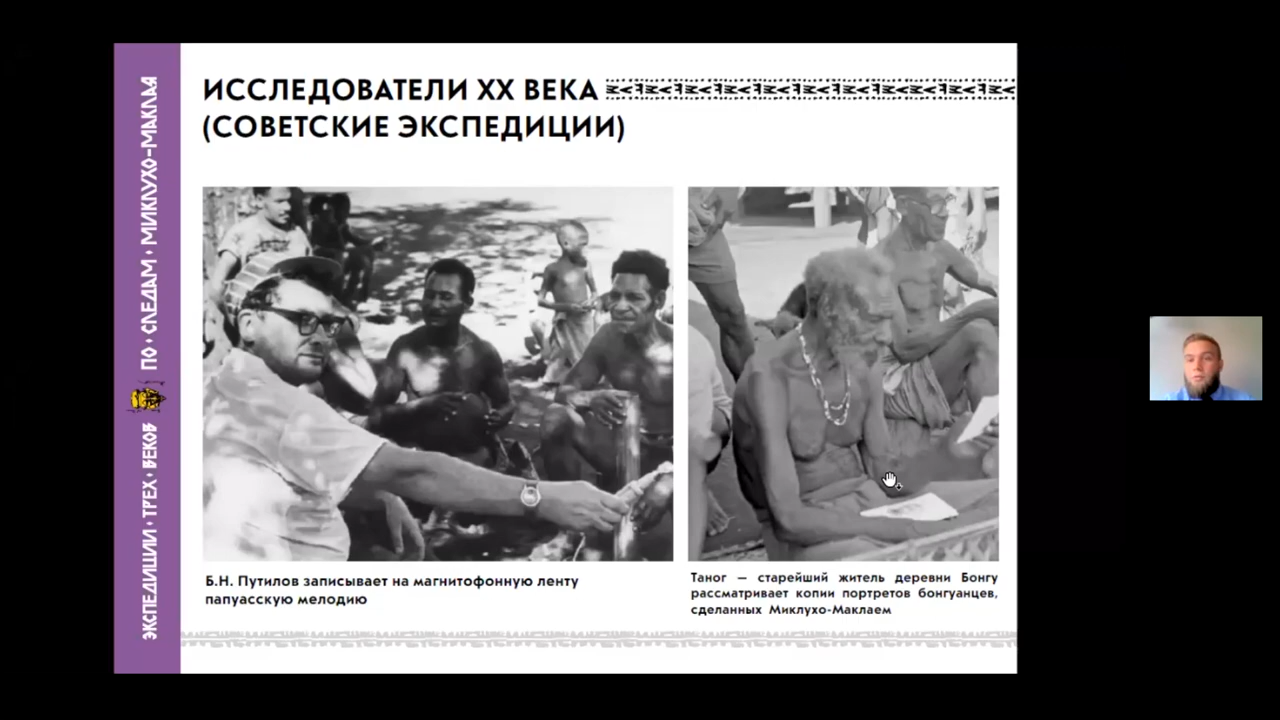 ИССЛЕДОВАТЕЛИ XX ВЕКА
(СОВЕТСКИЕ ЭКСПЕДИЦИИ)
ЭКСПЕДИЦИИ • ТРЕХ • ВЕКОВ ПО • СЛЕДАМ • МИКЛУХО-МАКЛАЯ
Б.Н. Путилов записывает на магнитофонную ленту
папуасскую мелодию
Таног — старейший житель деревни Бонгу
рассматривает копии портретов бонгуанцев,
сделанных Миклухо-Маклаем